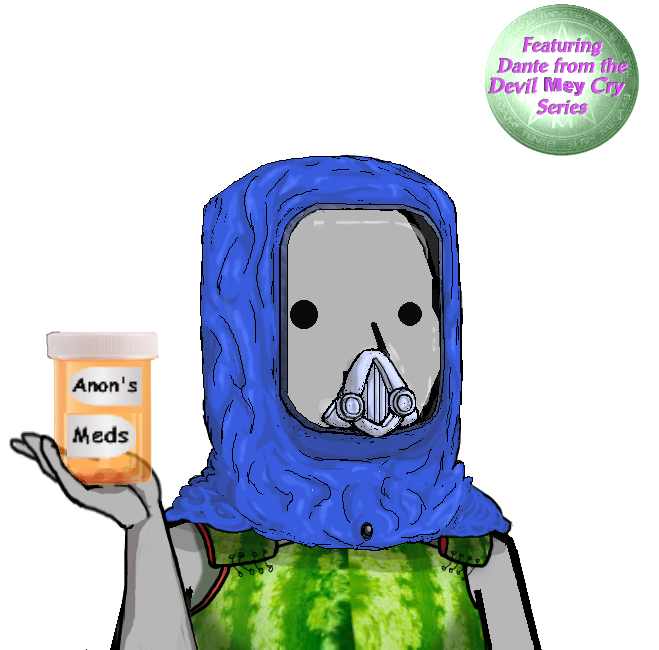 Featuring
Dante from the
Devil Mey Cry
Series
Anon's
Meds